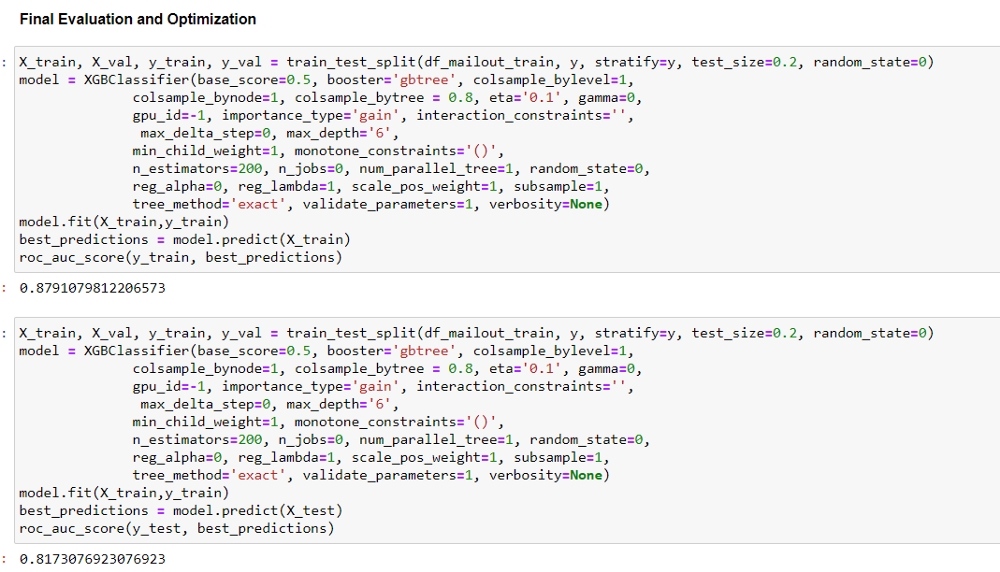 Final Evaluation and Optimization
: X_train, X_val, y_train, y_val = train_test_split(df_mailout_train, y, stratify=y, test_size=0.2, random_state=0)
model = XGBClassifier(base_score=0.5, booster='gbtree', colsample_bylevel=1,
colsample_bynode=1, colsample_bytree = 0.8, eta='0.1', gamma=0,
gpu_id=-1, importance_type='gain', interaction_constraints='',
max_delta_step=0, max_depth='6',
min_child_weight=1, monotone_constraints='()',
n_estimators=200, n_jobs=0, num_parallel_tree=1, random_state=0,
reg_alpha=0, reg_lambda=1, scale_pos_weight=1, subsample=1,
tree_method='exact', validate_parameters=1, verbosity=None)
model.fit(X_train,y_train)
best_predictions = model.predict(X_train)
roc_auc_score(y_train, best_predictions)
: 0.8791079812206573
: X_train, X_val, y_train, y_val = train_test_split(df_mailout_train, y, stratify=y, test_size=0.2, random_state=0)
model = XGBClassifier(base_score=0.5, booster='gbtree', colsample_bylevel=1,
colsample_bynode=1, colsample_bytree = 0.8, eta='0.1', gamma=0,
gpu_id=-1, importance_type='gain', interaction_constraints='',
max_delta_step=0, max_depth='6',
min_child_weight=1, monotone_constraints='()',
n_estimators=200, n_jobs=0, num_parallel_tree=1, random_state=0,
reg_alpha=0, reg_lambda=1, scale_pos_weight=1, subsample=1,
tree_method='exact', validate_parameters=1, verbosity=None)
model.fit(X_train,y_train)
best_predictions = model.predict(X_test)
roc_auc_score(y_test, best_predictions)
: 0.8173076923076923